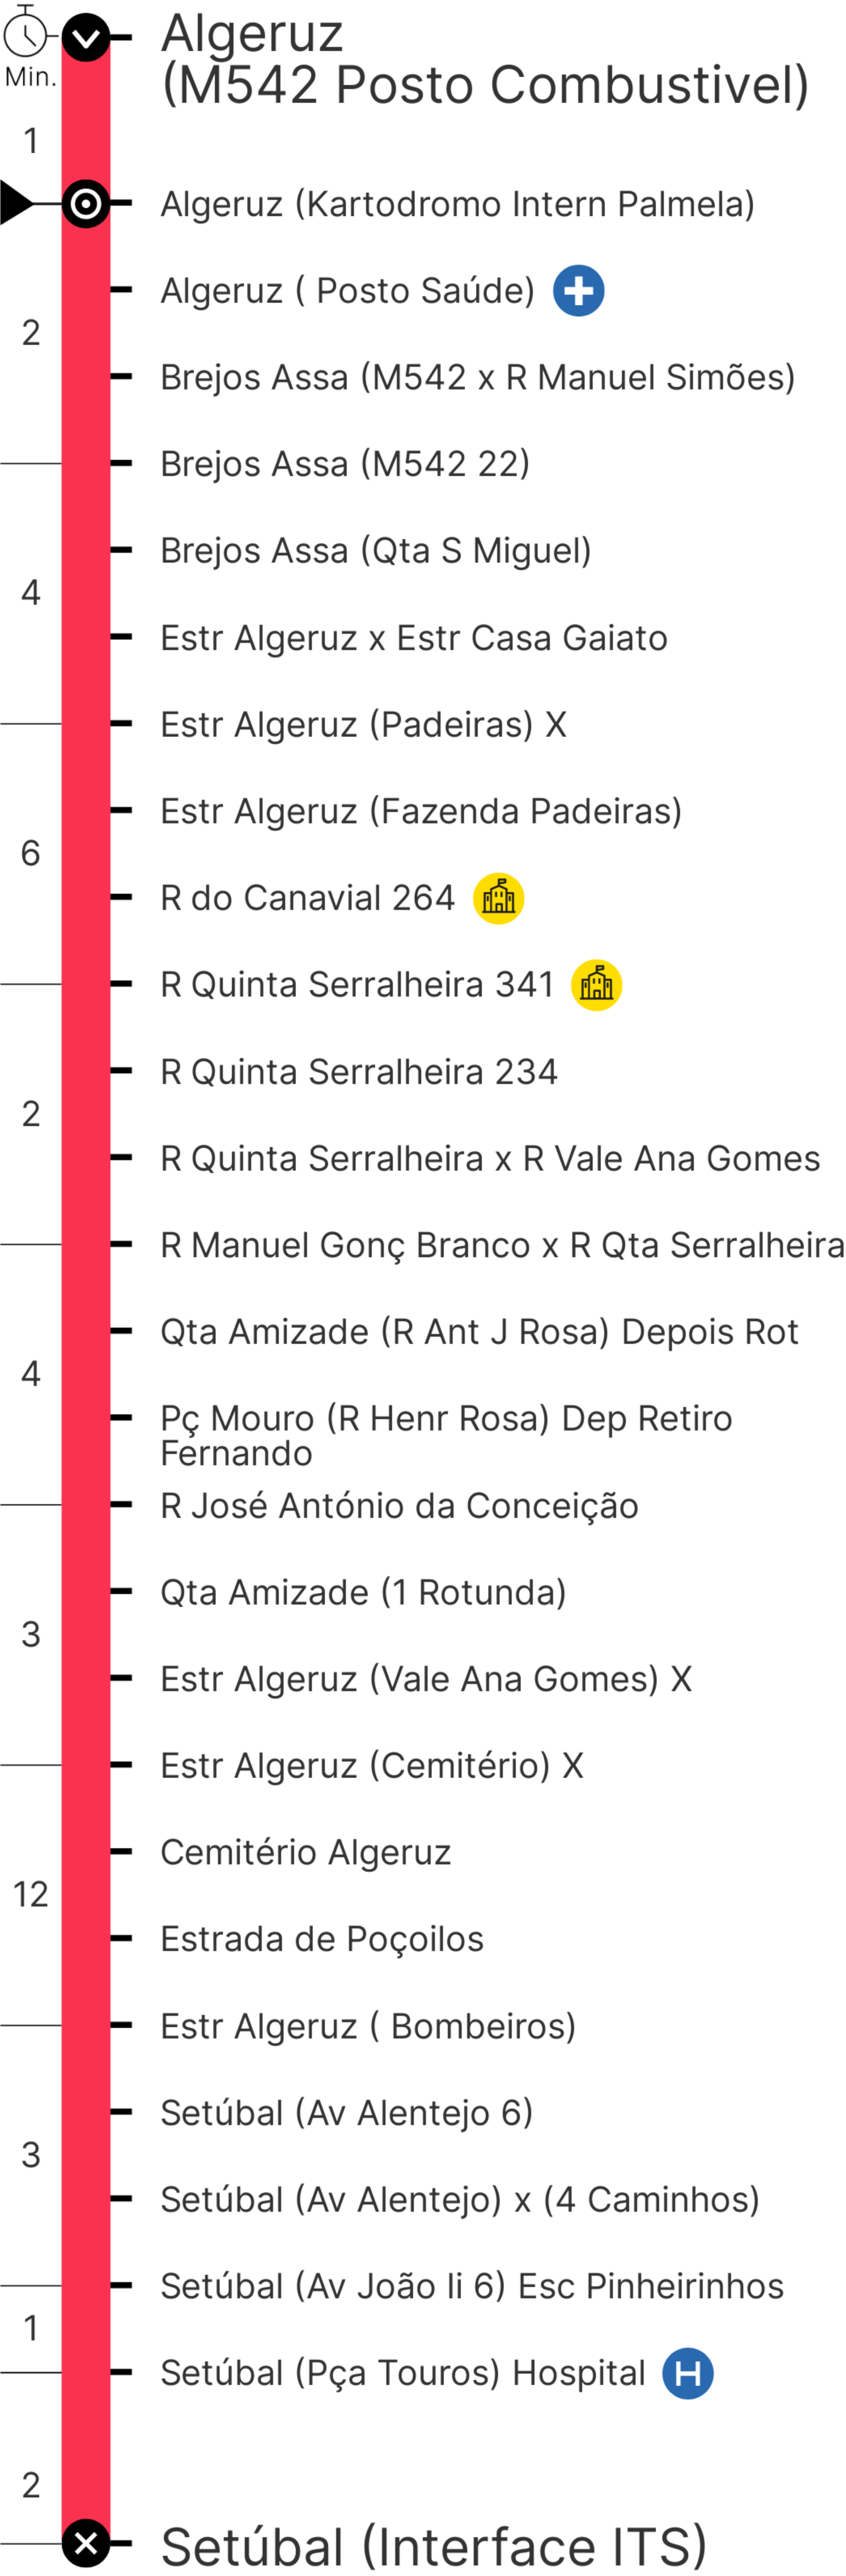 Algeruz
(M542 Posto Combustivel)
Min.
1
Algeruz (Kartodromo Intern Palmela)
Algeruz ( Posto Saúde)
2
Brejos Assa (M542 x R Manuel Simões)
Brejos Assa (M542 22)
Brejos Assa (Qta S Miguel)
4
Estr Algeruz x Estr Casa Gaiato
Estr Algeruz (Padeiras) X
Estr Algeruz (Fazenda Padeiras)
6
R do Canavial 264
R Quinta Serralheira 341
R Quinta Serralheira 234
2
R Quinta Serralheira x R Vale Ana Gomes
R Manuel Gonç Branco x R Qta Serralheira
Qta Amizade (R Ant J Rosa) Depois Rot
4
Pç Mouro (R Henr Rosa) Dep Retiro
Fernando
R José António da Conceição
Qta Amizade (1 Rotunda)
3
Estr Algeruz (Vale Ana Gomes) X
Estr Algeruz (Cemitério) X
Cemitério Algeruz
12
Estrada de Poçoilos
Estr Algeruz ( Bombeiros)
Setúbal (Av Alentejo 6)
3
Setúbal (Av Alentejo) x (4 Caminhos)
Setúbal (Av João Ii 6) Esc Pinheirinhos
1
Setúbal (Pça Touros) Hospital H
2
Setúbal (Interface ITS)